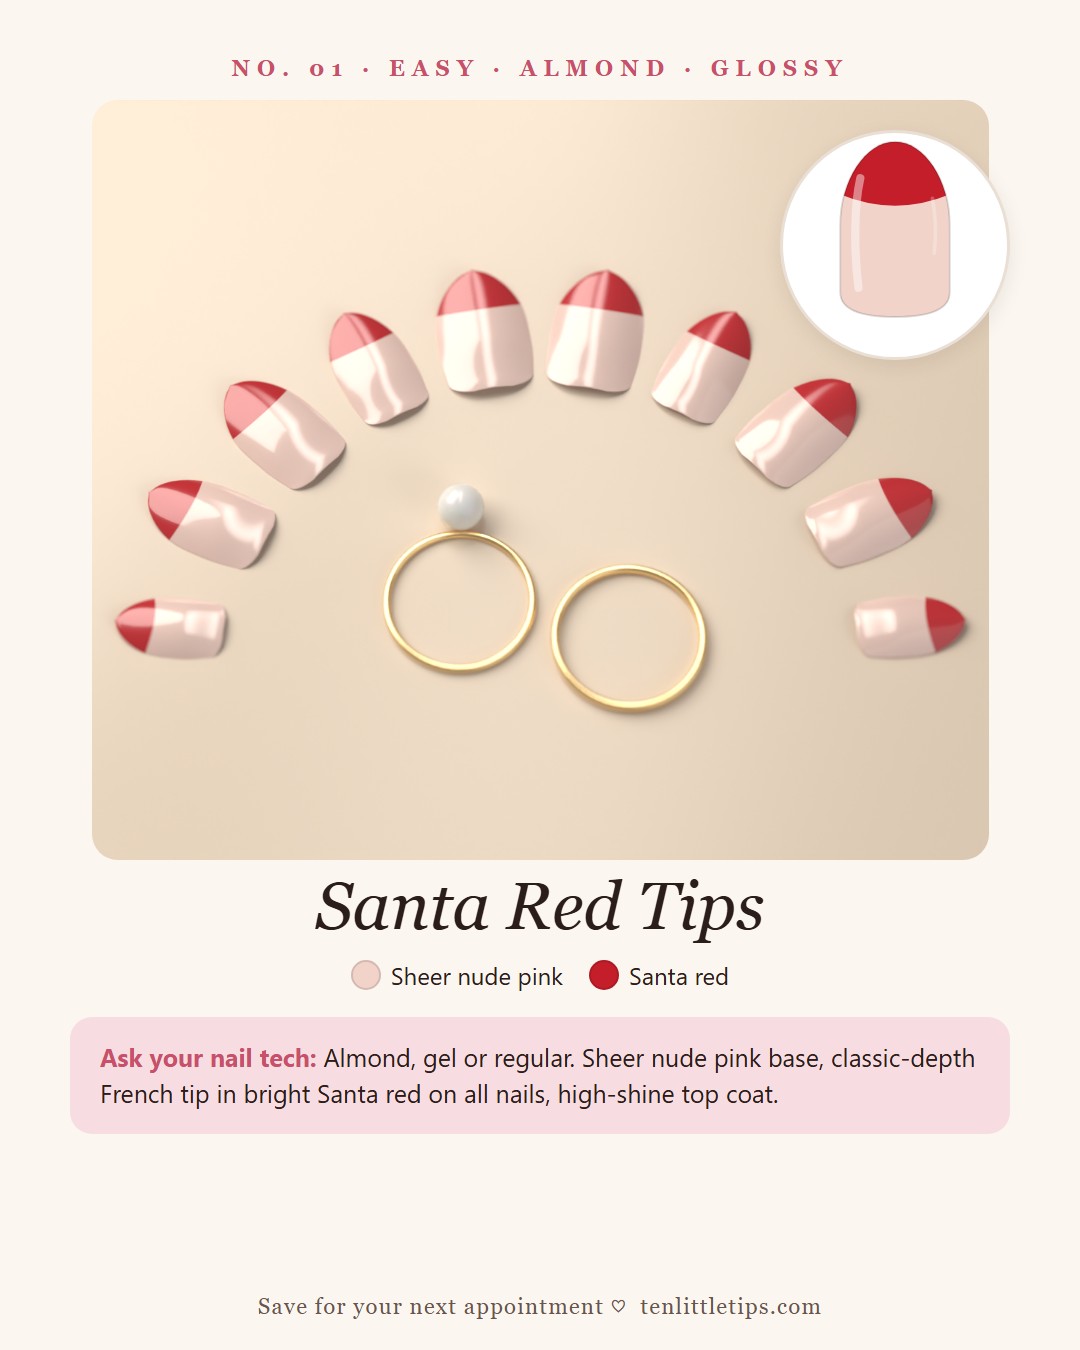 NO. 01 · EASY · ALMOND · GLOSSY
Santa Red Tips
Sheer nude pink Santa red
Ask your nail tech: Almond, gel or regular. Sheer nude pink base, classic-depth
French tip in bright Santa red on all nails, high-shine top coat.
Save for your next appointment ♡ tenlittletips.com